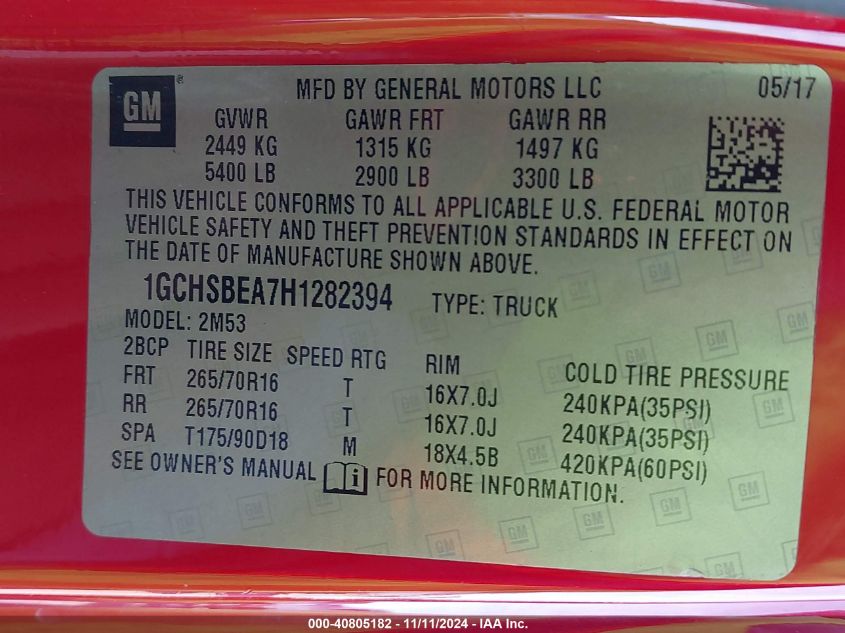 GM ®
MFD BY GENERAL MOTORS LLC 05/17
GVWR GAWR FRT GAWR RR
2449 KG 1315 KG 1497 KG
5400 LB 2900 LB 3300 LB
THIS VEHICLE CONFORMS TO ALL APPLICABLE U.S. FEDERAL MOTOR
VEHICLE SAFETY AND THEFT PREVENTION STANDARDS IN EFFECT ON
THE DATE OF MANUFACTURE SHOWN ABOVE.
1GCHSBEA7H1282394 TYPE: TRUCK
MODEL: 2M53
2BCP TIRE SIZE SPEED RTG RIM COLD TIRE PRESSURE
FRT 265/70R16 T 16X7.0J 240KPA(35PSI)
RR 265/70R16 T 16X7.0J 240KPA(35PSI)
SPA T175/90D18 M 18X4.5B 420KPA(60PSI)
SEE OWNER'S MANUAL i FOR MORE INFORMATION.
000-40805182 - 11/11/2024 - IAA Inc.